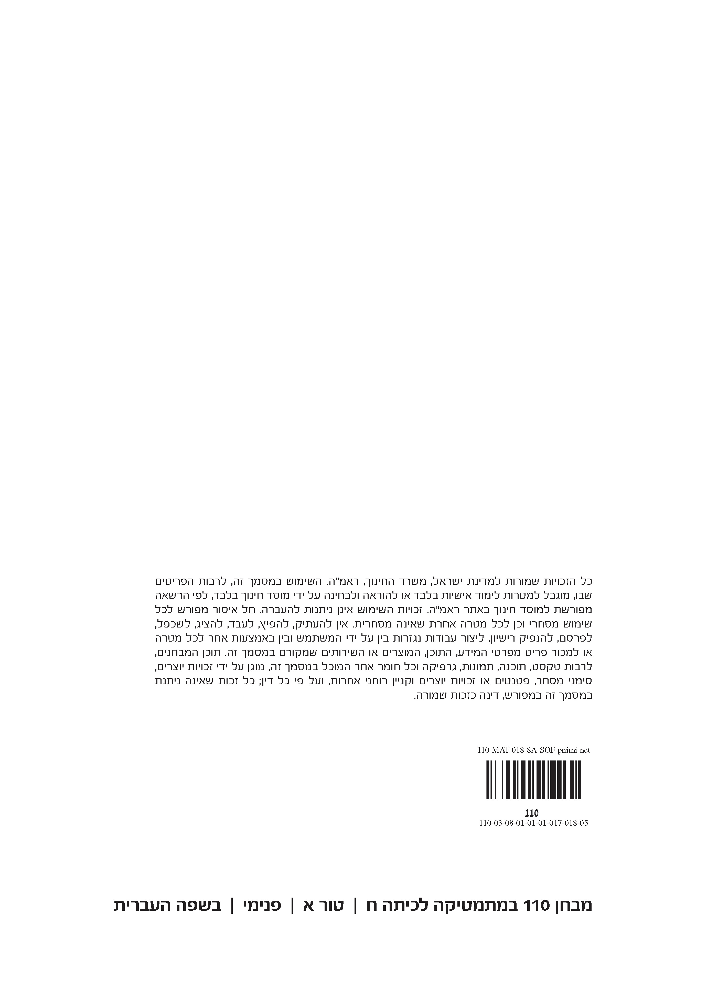 כל הזכויות שמורות למדינת ישראל, משרד החינוך, ראמ"ה. השימוש במסמך זה, לרבות הפריטים
שבו, מוגבל למטרות לימוד אישיות בלבד או להוראה ולבחינה על ידי מוסד חינוך בלבד, לפי הרשאה
מפורשת למוסד חינוך באתר ראמ"ה. זכויות השימוש אינן ניתנות להעברה. חל איסור מפורש לכל
שימוש מסחרי וכן לכל מטרה אחרת שאינה מסחרית. אין להעתיק, להפיץ, לעבד, להציג, לשכפל,
לפרסם, להנפיק רישיון, ליצור עבודות נגזרות בין על ידי המשתמש ובין באמצעות אחר לכל מטרה
או למכור פריט מפרטי המידע, התוכן, המוצרים או השירותים שמקורם במסמך זה. תוכן המבחנים,
לרבות טקסט, תוכנה, תמונות, גרפיקה וכל חומר אחר המוכל במסמך זה, מוגן על ידי זכויות יוצרים,
סימני מסחר, פטנטים או זכויות יוצרים וקניין רוחני אחרות, ועל פי כל דין; כל זכות שאינה ניתנת
במסמך זה במפורש, דינה כזכות שמורה.
110-MAT-018-8A-SOF-pnimi-net
110
110-03-08-01-01-01-017-018-05
מבחן 110 במתמטיקה לכיתה ח | טור א | פנימי | בשפה העברית